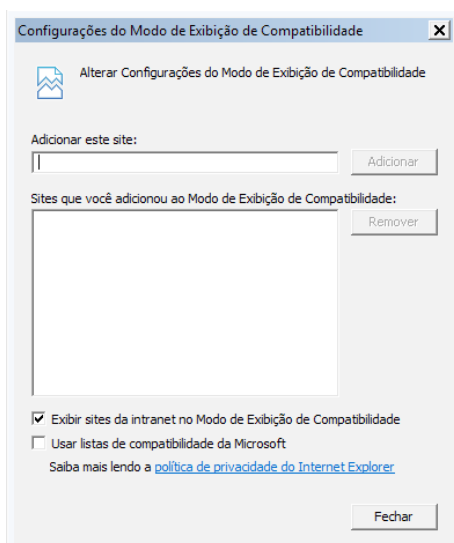 Configurações do Modo de Exibição de Compatibilidade
Alterar Configurações do Modo de Exibição de Compatibilidade
Adicionar este site:
Adicionar
Sites que você adicionou ao Modo de Exibição de Compatibilidade:
Remover
Exibir sites da intranet no Modo de Exibição de Compatibilidade
Usar listas de compatibilidade da Microsoft
Saiba mais lendo a política de privacidade do Internet Explorer
Fechar